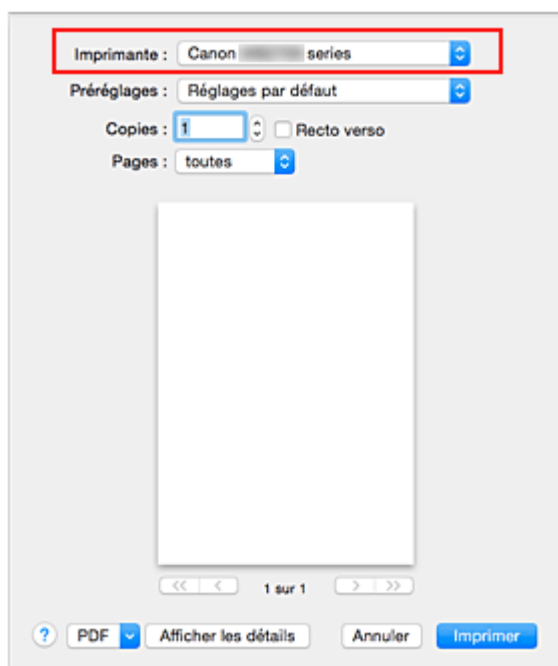 Imprimante : Canon series
Préréglages : Réglages par défaut
Copies : 1 Recto verso
Pages : toutes
1 sur 1
? PDF Afficher les détails Annuler Imprimer